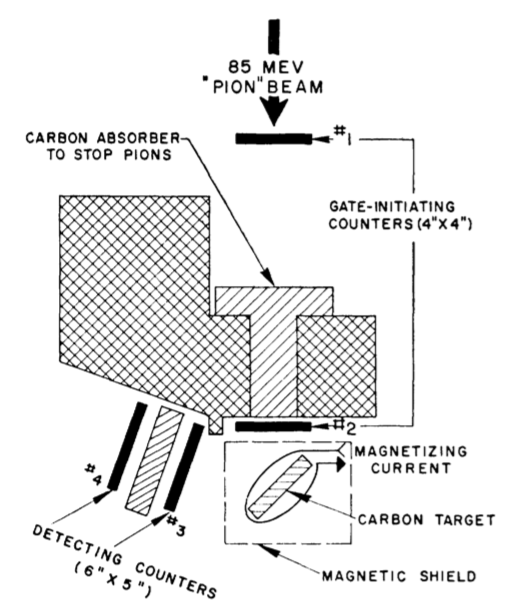 85 MEV
"PION" BEAM
#1
CARBON ABSORBER
TO STOP PIONS
GATE-INITIATING
COUNTERS (4"X 4")
#2
MAGNETIZING
CURRENT
#4
#3
CARBON TARGET
DETECTING COUNTERS
(6"X 5")
MAGNETIC SHIELD